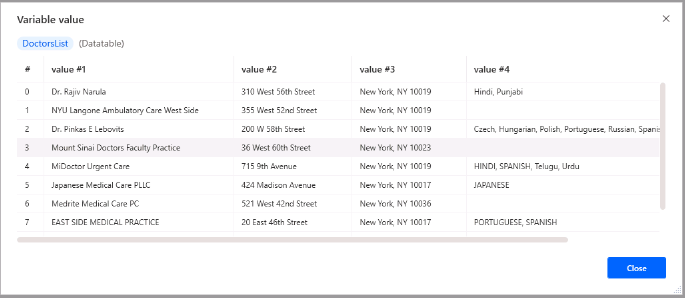 Variable value
DoctorsList (Datatable)
# value #1 value #2 value #3 value #4
0 Dr. Rajiv Narula 310 West 56th Street New York, NY 10019 Hindi, Punjabi
1 NYU Langone Ambulatory Care West Side 355 West 52nd Street New York, NY 10019
2 Dr. Pinkas E Lebovits 200 W 58th Street New York, NY 10019 Czech, Hungarian, Polish, Portuguese, Russian, Spanis
3 Mount Sinai Doctors Faculty Practice 36 West 60th Street New York, NY 10023
4 MiDoctor Urgent Care 715 9th Avenue New York, NY 10019 HINDI, SPANISH, Telugu, Urdu
5 Japanese Medical Care PLLC 424 Madison Avenue New York, NY 10017 JAPANESE
6 Medrite Medical Care PC 521 West 42nd Street New York, NY 10036
7 EAST SIDE MEDICAL PRACTICE 20 East 46th Street New York, NY 10017 PORTUGUESE, SPANISH
Close